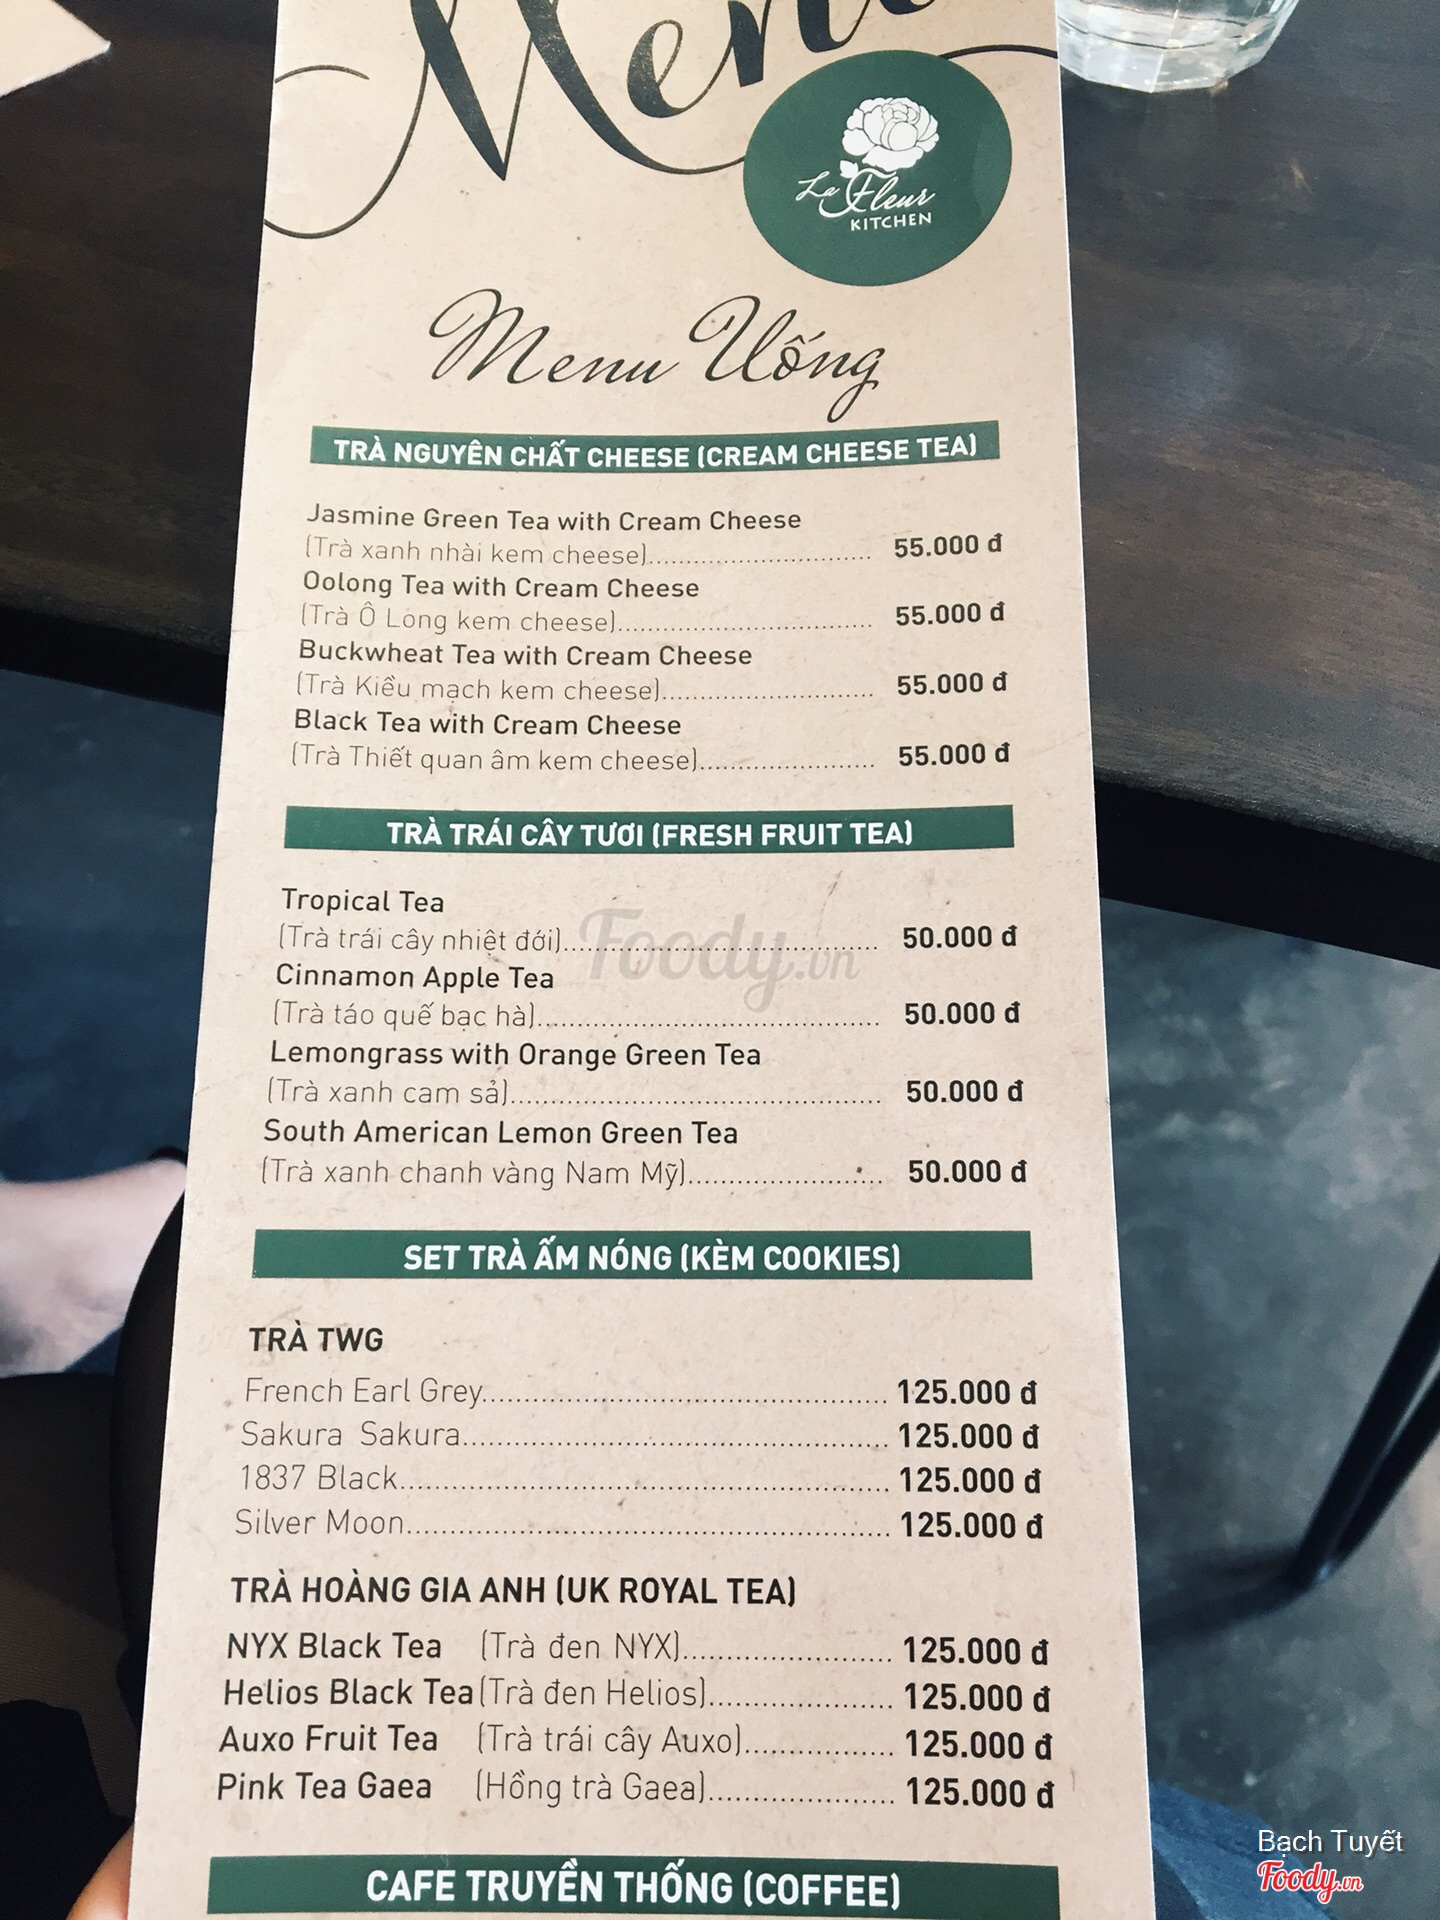 Menu
La Fleur
KITCHEN
Menu Uống
TRÀ NGUYÊN CHẤT CHEESE (CREAM CHEESE TEA)
Jasmine Green Tea with Cream Cheese
(Trà xanh nhài kem cheese)........................ 55.000 đ
Oolong Tea with Cream Cheese
(Trà Ô Long kem cheese)........................ 55.000 đ
Buckwheat Tea with Cream Cheese
(Trà Kiều mạch kem cheese)........................ 55.000 đ
Black Tea with Cream Cheese
(Trà Thiết quan âm kem cheese)........................ 55.000 đ
TRÀ TRÁI CÂY TƯƠI (FRESH FRUIT TEA)
Tropical Tea
(Trà trái cây nhiệt đới)........................ 50.000 đ
Foody.vn
Cinnamon Apple Tea
(Trà táo quế bạc hà)........................ 50.000 đ
Lemongrass with Orange Green Tea
(Trà xanh cam sả)........................ 50.000 đ
South American Lemon Green Tea
(Trà xanh chanh vàng Nam Mỹ)........................ 50.000 đ
SET TRÀ ẤM NÓNG (KÈM COOKIES)
TRÀ TWG
French Earl Grey........................ 125.000 đ
Sakura Sakura........................ 125.000 đ
1837 Black........................ 125.000 đ
Silver Moon........................ 125.000 đ
TRÀ HOÀNG GIA ANH (UK ROYAL TEA)
NYX Black Tea (Trà đen NYX)........................ 125.000 đ
Helios Black Tea (Trà đen Helios)........................ 125.000 đ
Auxo Fruit Tea (Trà trái cây Auxo)........................ 125.000 đ
Pink Tea Gaea (Hồng trà Gaea)........................ 125.000 đ
CAFE TRUYỀN THỐNG (COFFEE)
Bạch Tuyết
Foody.vn